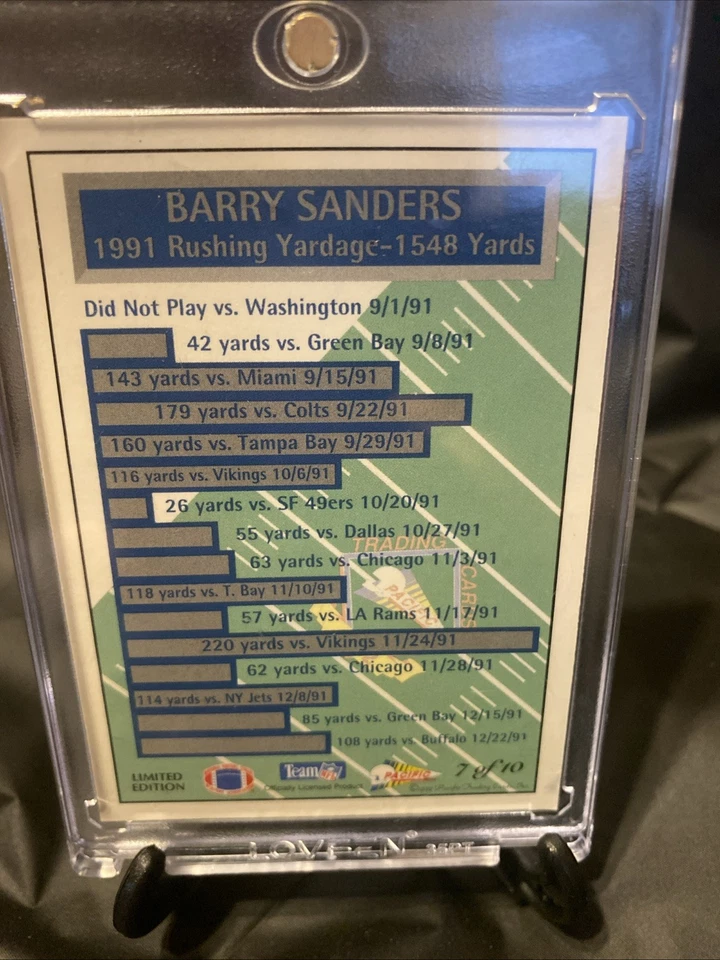 BARRY SANDERS
1991 Rushing Yardage-1548 Yards
Did Not Play vs. Washington 9/1/91
42 yards vs. Green Bay 9/8/91
143 yards vs. Miami 9/15/91
179 yards vs. Colts 9/22/91
160 yards vs. Tampa Bay 9/29/91
116 yards vs. Vikings 10/6/91
26 yards vs. SF 49ers 10/20/91
55 yards vs. Dallas 10/27/91
63 yards vs. Chicago 11/3/91
TRADING
CARDS
PACIFIC
118 yards vs. T. Bay 11/10/91
57 yards vs. LA Rams 11/17/91
220 yards vs. Vikings 11/24/91
62 yards vs. Chicago 11/28/91
114 yards vs. NY Jets 12/8/91
85 yards vs. Green Bay 12/15/91
108 yards vs. Buffalo 12/22/91
LIMITED
EDITION
Team NFL
Officially Licensed Product
PACIFIC
7 of 10
35PT